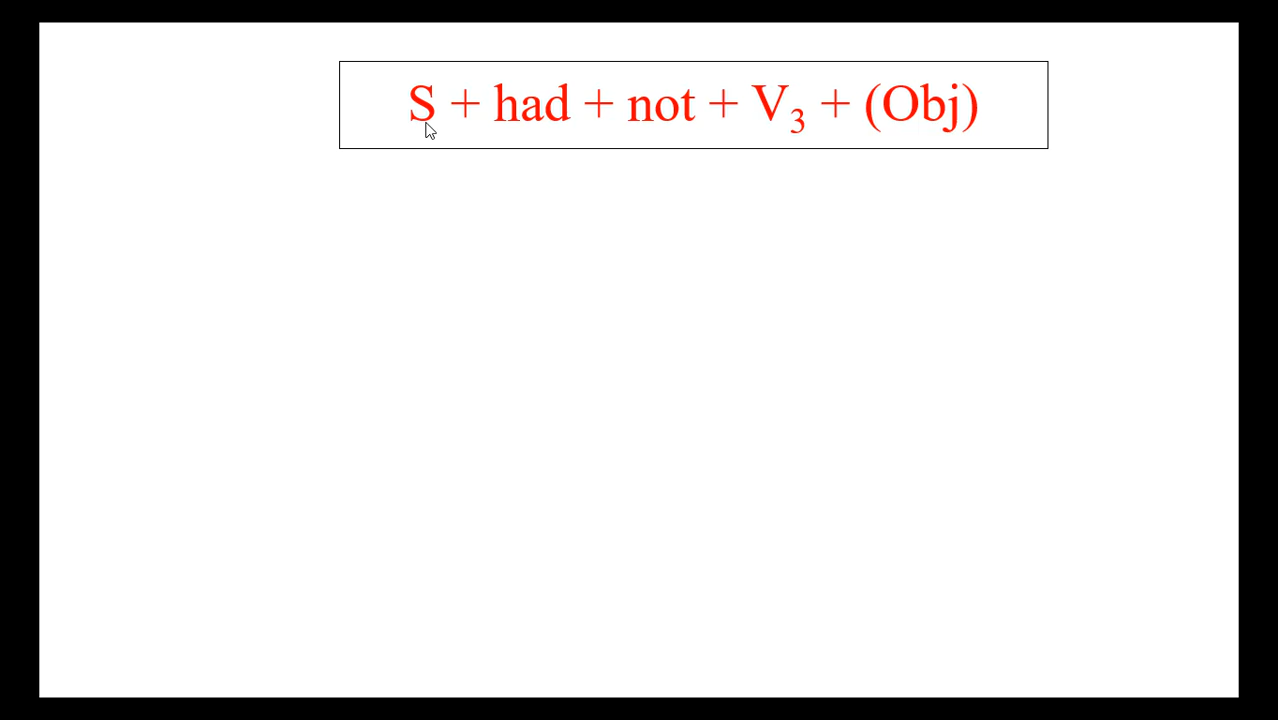 S + had + not + V₃ + (Obj)